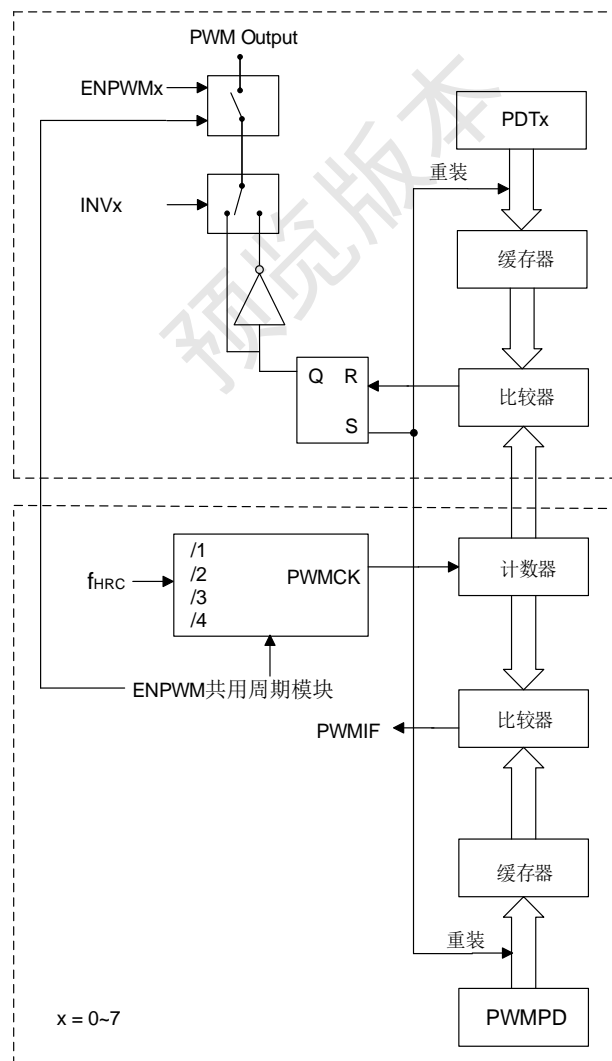 PWM Output
ENPWMx
PDTx
重装
INVx
缓存器
Q R
S
比较器
/1
/2
/3
/4
fHRC
PWMCK
计数器
ENPWM共用周期模块
PWMIF
比较器
缓存器
重装
x = 0~7
PWMPD
预览版本